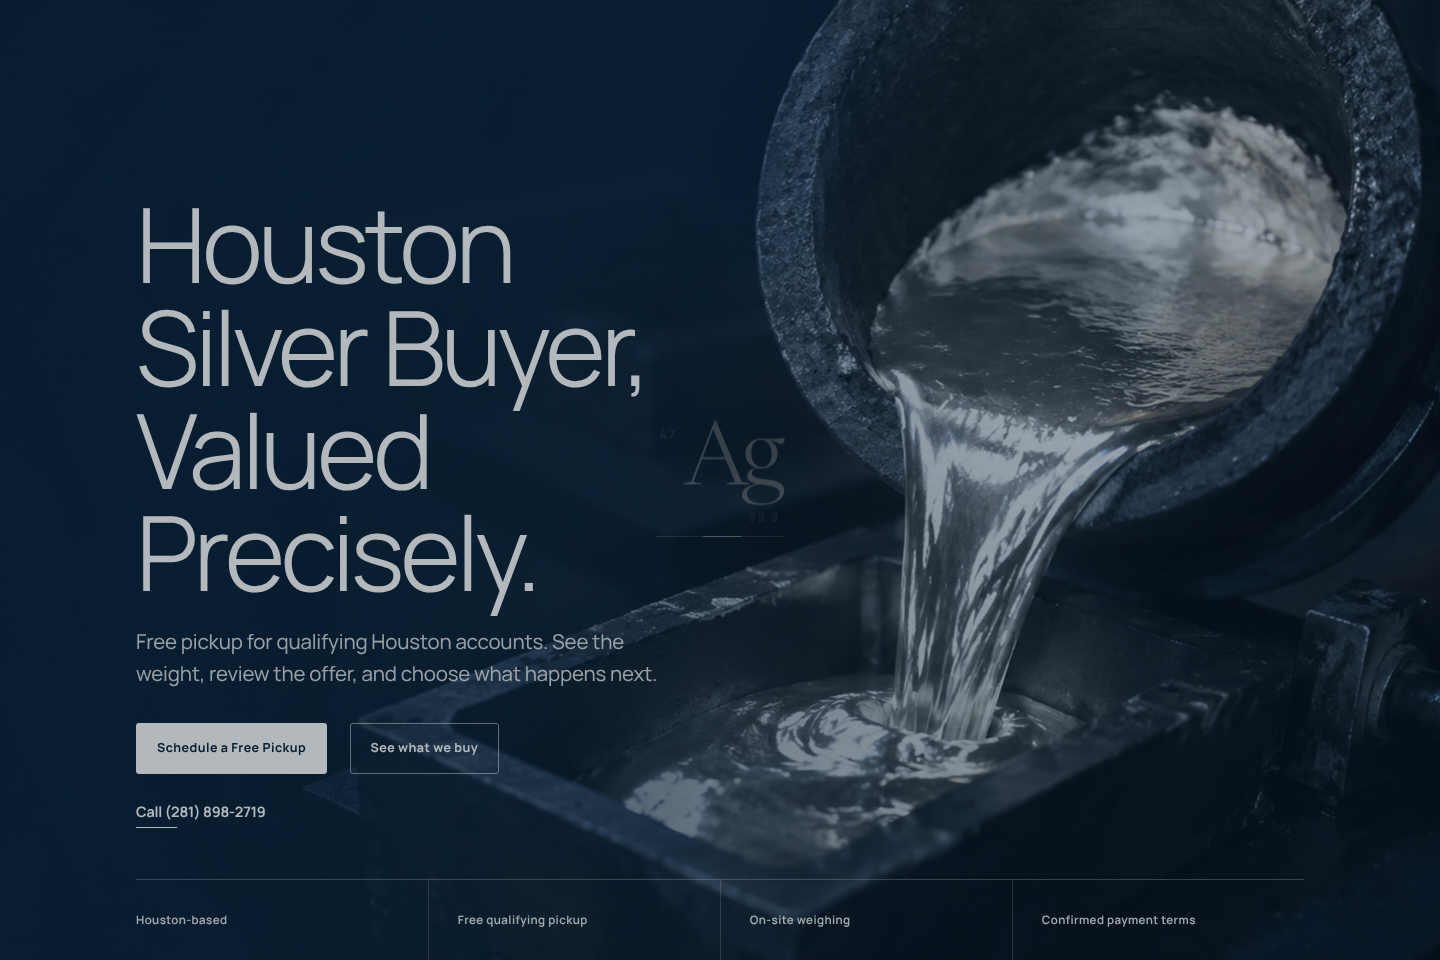 Houston
Silver Buyer,
Valued
Precisely.
47
Ag
99.9
Free pickup for qualifying Houston accounts. See the
weight, review the offer, and choose what happens next.
Schedule a Free Pickup
See what we buy
Call (281) 898-2719
Houston-based
Free qualifying pickup
On-site weighing
Confirmed payment terms